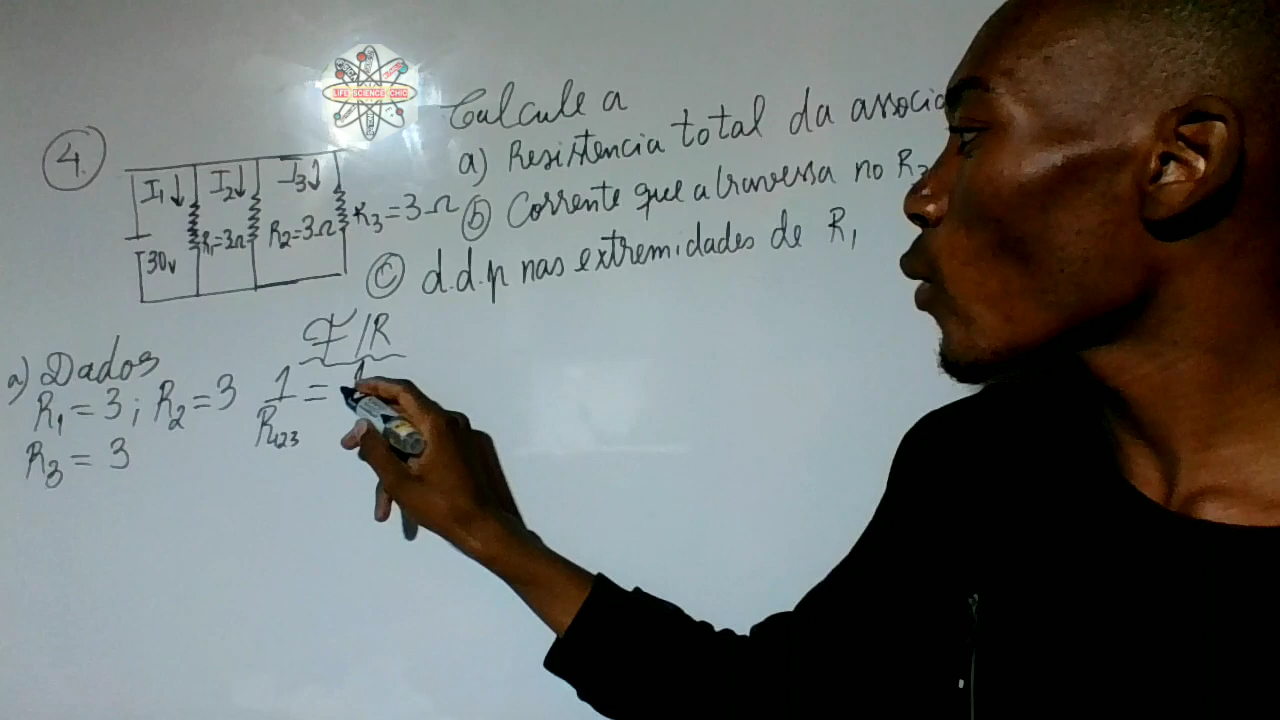 LIFE SCIENCE CHIC
Calcule a
4.
a) Resistencia total da
b) Corrente que atravessa no
c) d.d.p nas extremidades de R₁
I₁↓ I₂↓ I₃↓
R₁=3Ω R₂=3Ω R₃=3Ω
30v
F/R
a) Dados
R₁=3; R₂=3
R₃=3
1/R₁₂₃ = 1